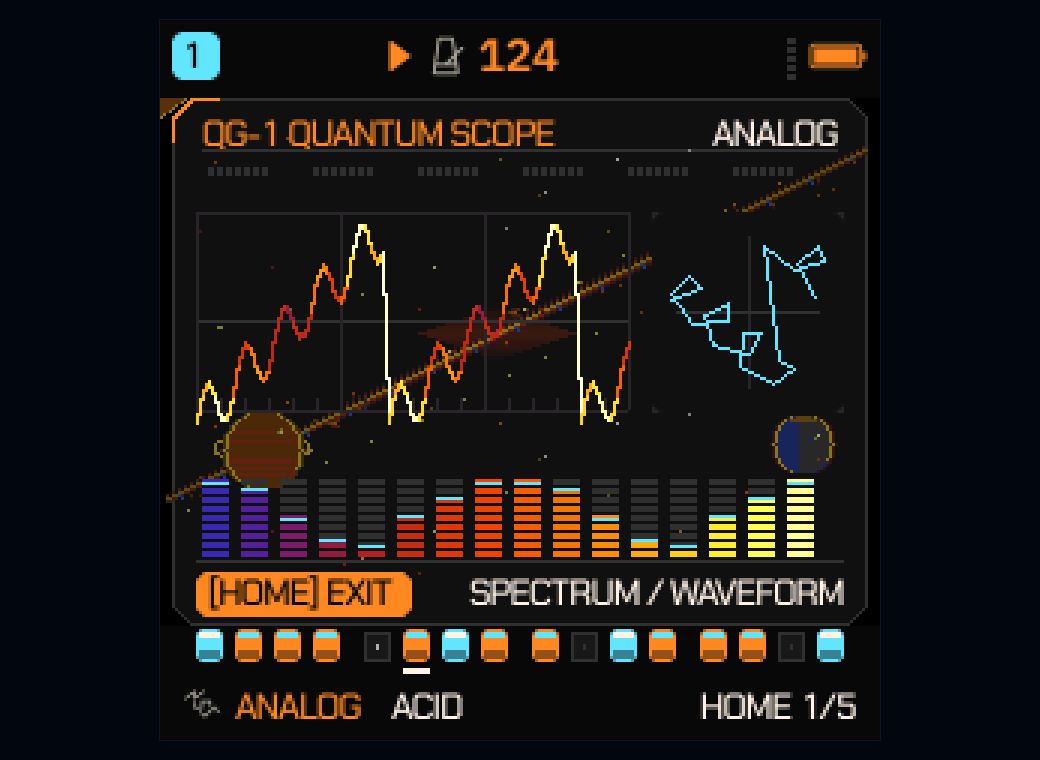 1 124
QG-1 QUANTUM SCOPE ANALOG
[HOME] EXIT SPECTRUM / WAVEFORM
ANALOG ACID HOME 1/5